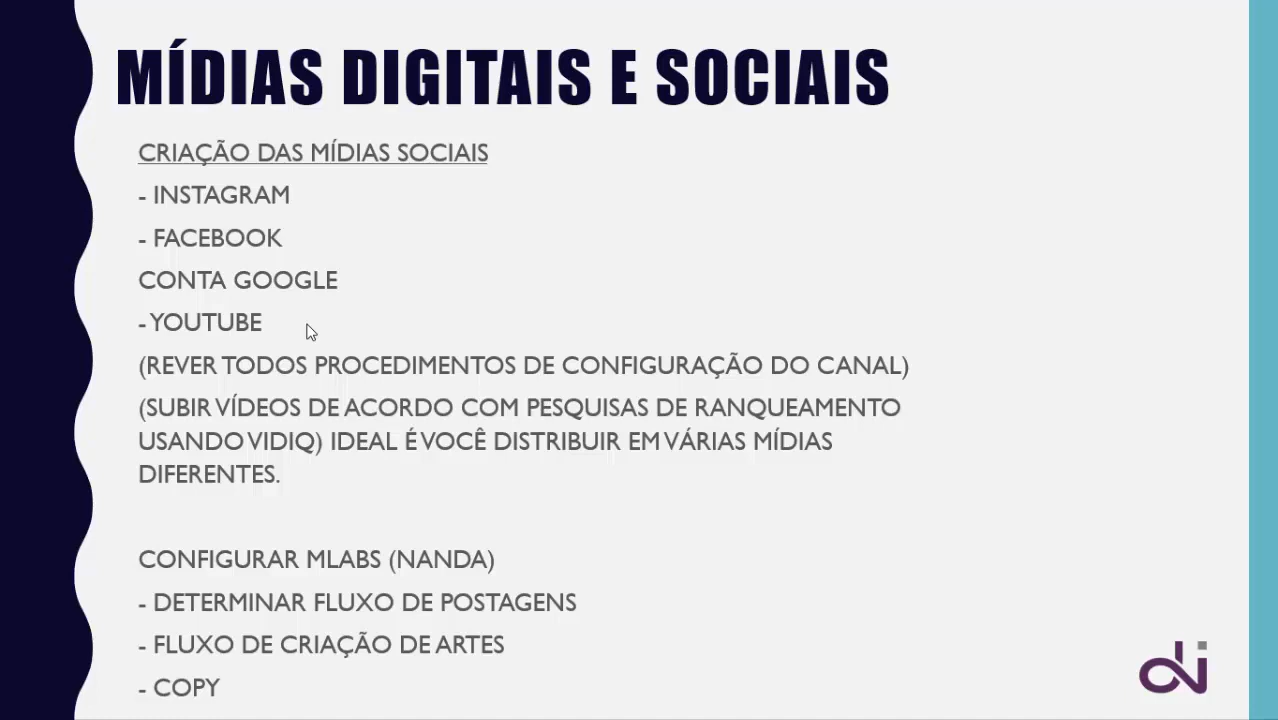 MÍDIAS DIGITAIS E SOCIAIS
CRIAÇÃO DAS MÍDIAS SOCIAIS
- INSTAGRAM
- FACEBOOK
CONTA GOOGLE
- YOUTUBE
(REVER TODOS PROCEDIMENTOS DE CONFIGURAÇÃO DO CANAL)
(SUBIR VÍDEOS DE ACORDO COM PESQUISAS DE RANQUEAMENTO
USANDO VIDIQ) IDEAL É VOCÊ DISTRIBUIR EM VÁRIAS MÍDIAS
DIFERENTES.
CONFIGURAR MLABS (NANDA)
- DETERMINAR FLUXO DE POSTAGENS
- FLUXO DE CRIAÇÃO DE ARTES
- COPY